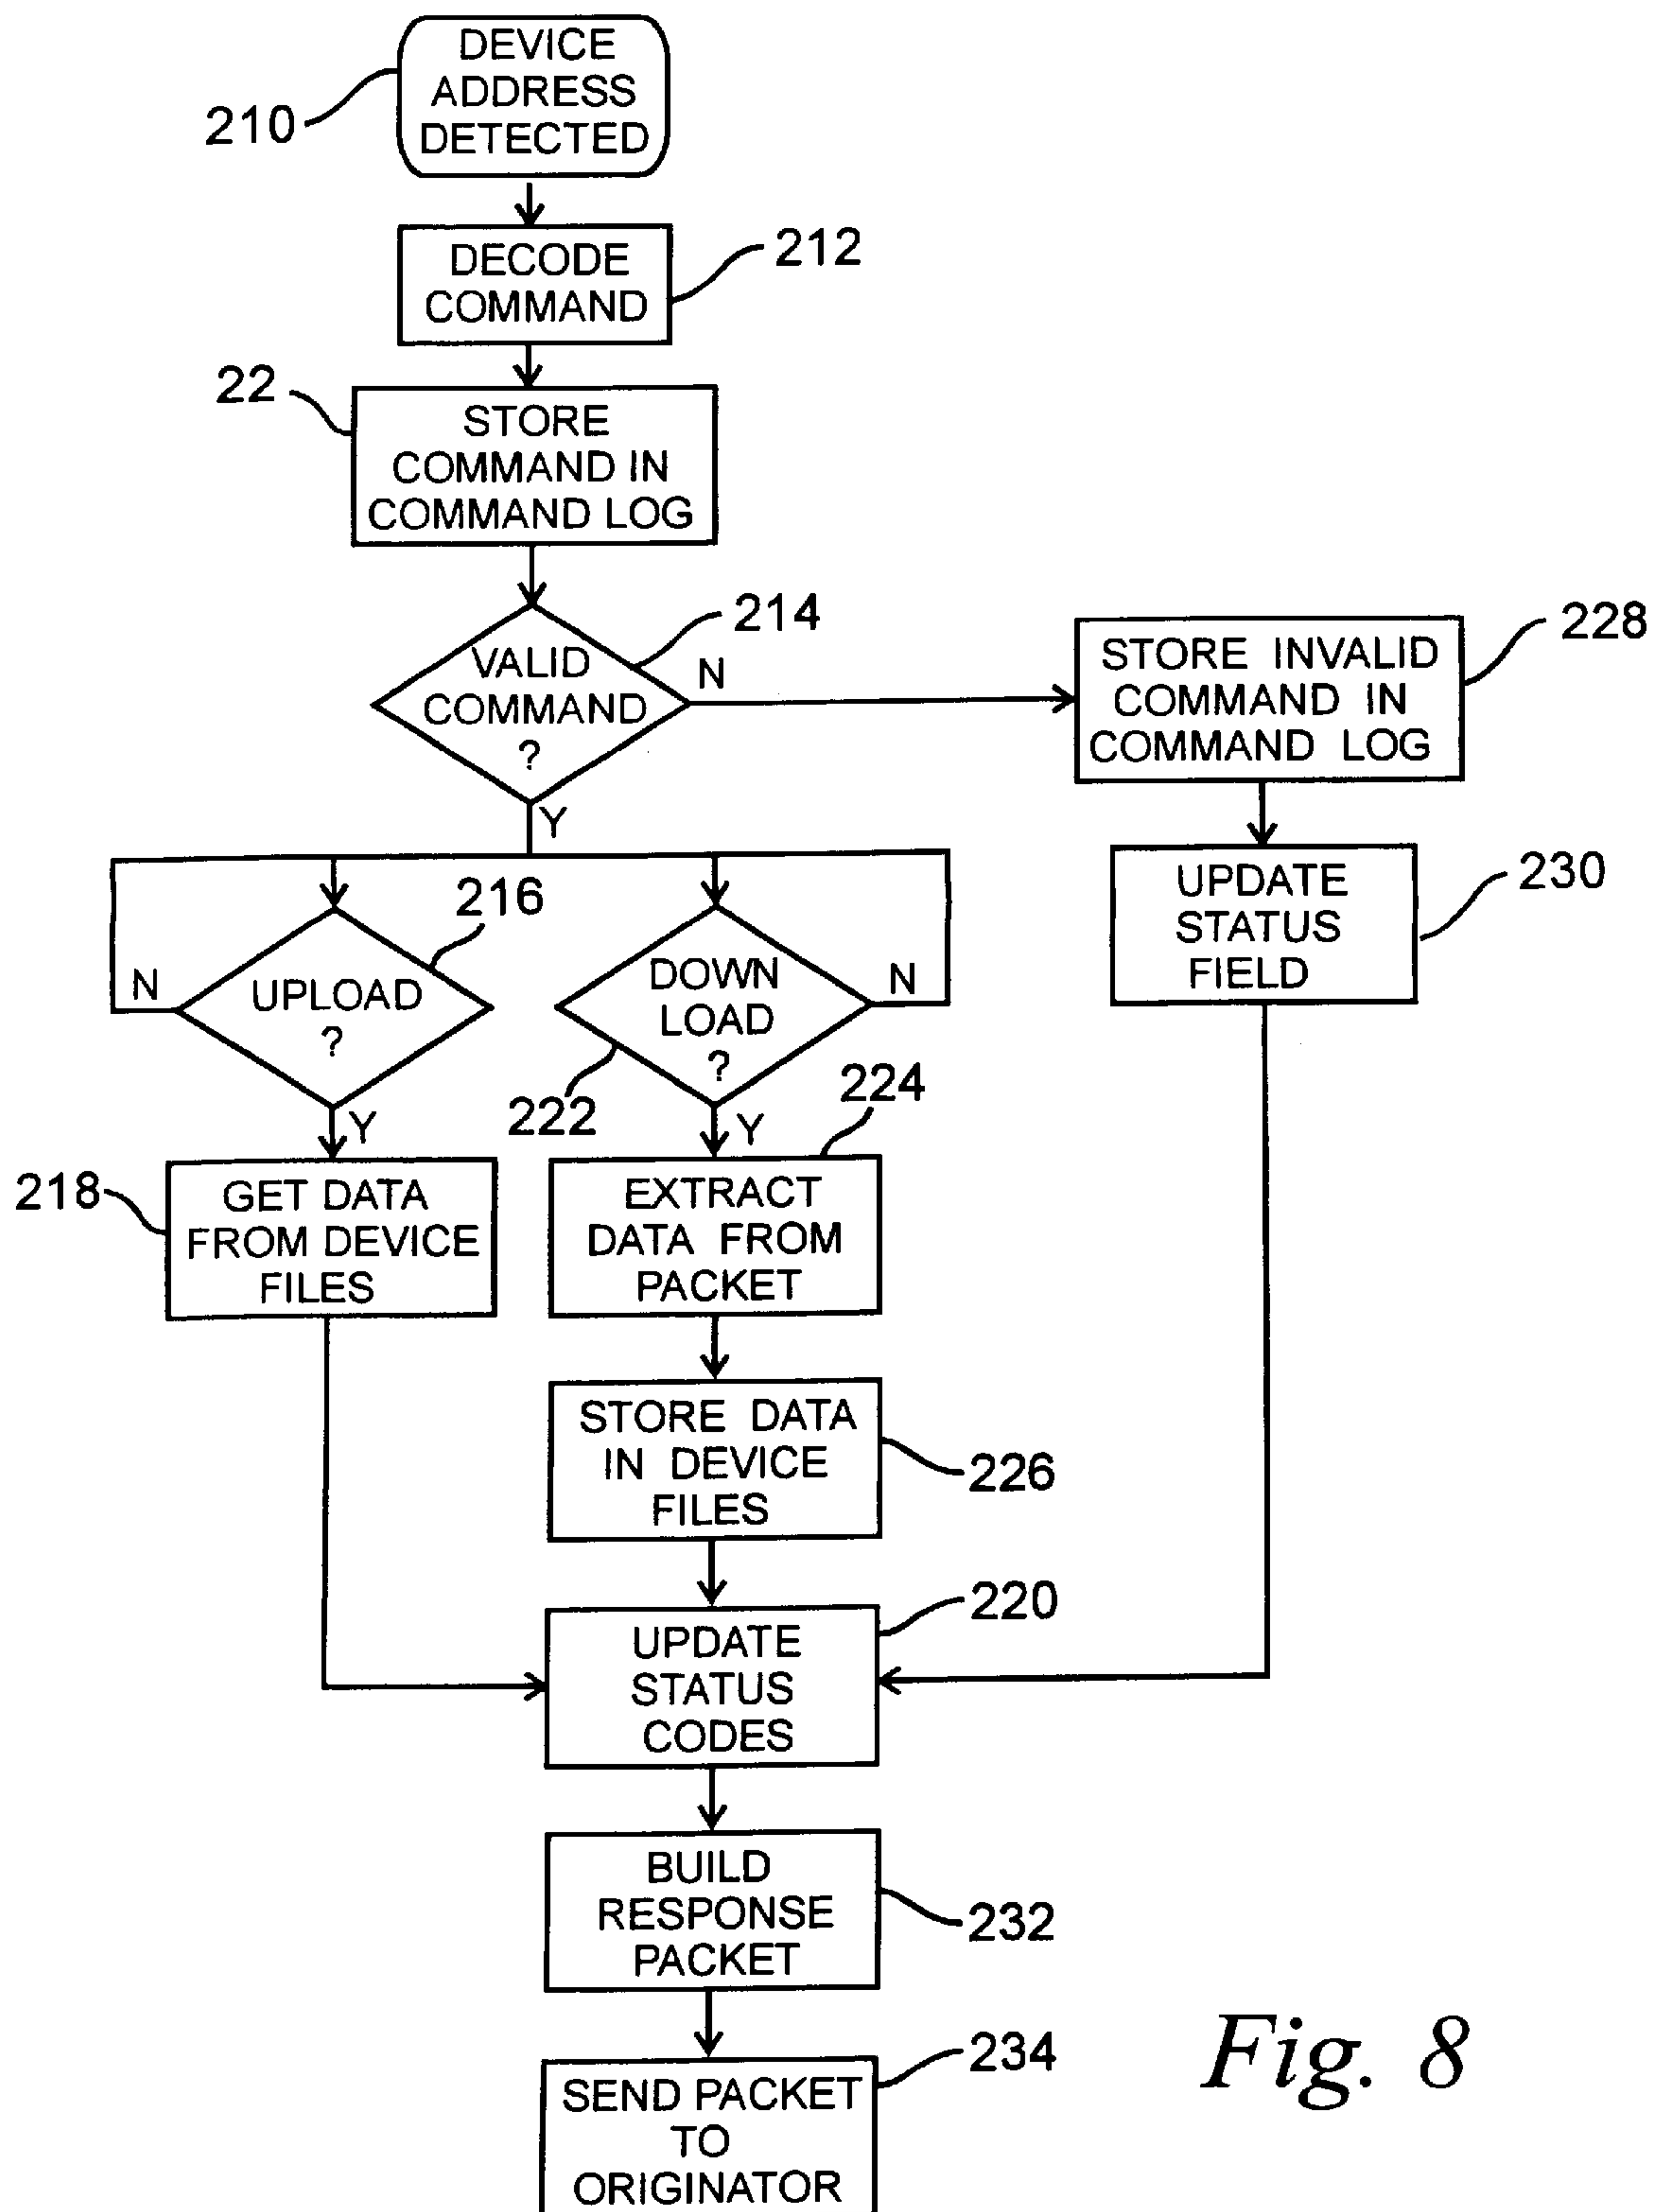 DEVICE
ADDRESS
DETECTED
210
DECODE
COMMAND
212
22
STORE
COMMAND IN
COMMAND LOG
214
VALID
COMMAND
?
N
Y
228
STORE INVALID
COMMAND IN
COMMAND LOG
230
UPDATE
STATUS
FIELD
216
UPLOAD
?
N
Y
222
DOWN
LOAD
?
N
Y
218
GET DATA
FROM DEVICE
FILES
224
EXTRACT
DATA FROM
PACKET
STORE DATA
IN DEVICE
FILES
226
220
UPDATE
STATUS
CODES
BUILD
RESPONSE
PACKET
232
234
SEND PACKET
TO
ORIGINATOR
Fig. 8